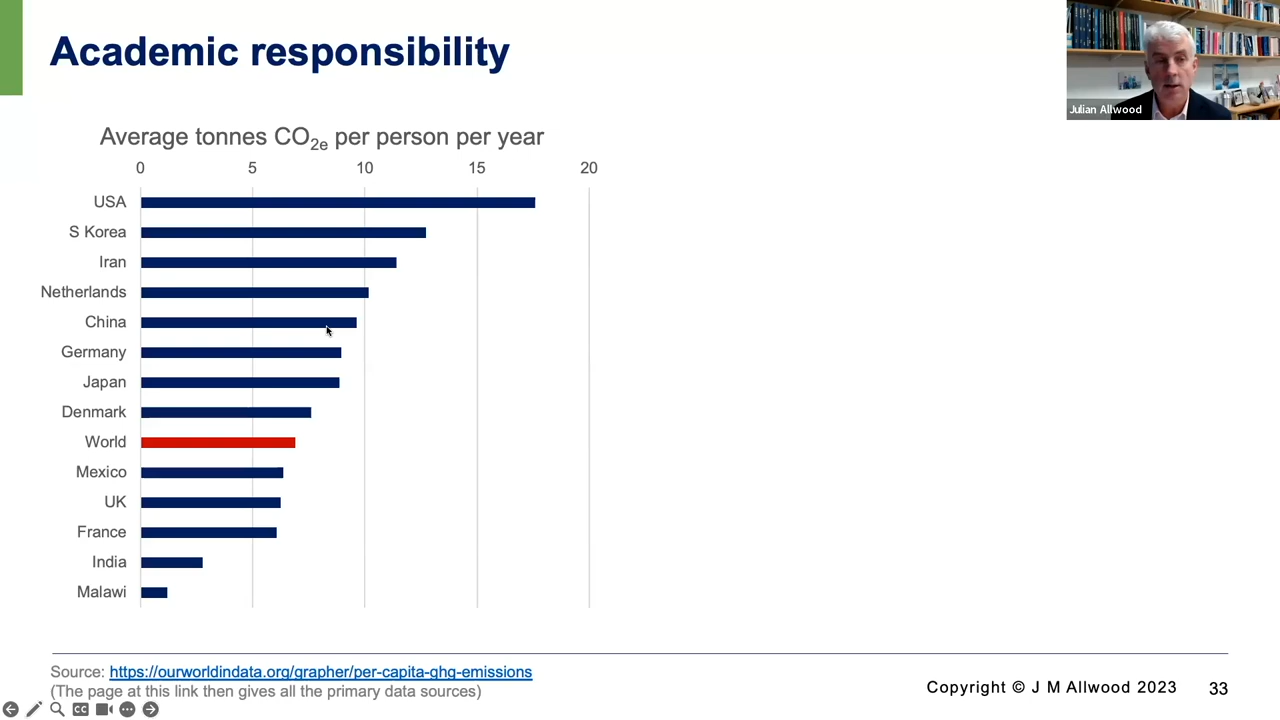 Academic responsibility
Julian Allwood
Average tonnes CO2e per person per year
0 5 10 15 20
USA
S Korea
Iran
Netherlands
China
Germany
Japan
Denmark
World
Mexico
UK
France
India
Malawi
Source: https://ourworldindata.org/grapher/per-capita-ghg-emissions
(The page at this link then gives all the primary data sources)
Copyright © J M Allwood 2023 33
CC